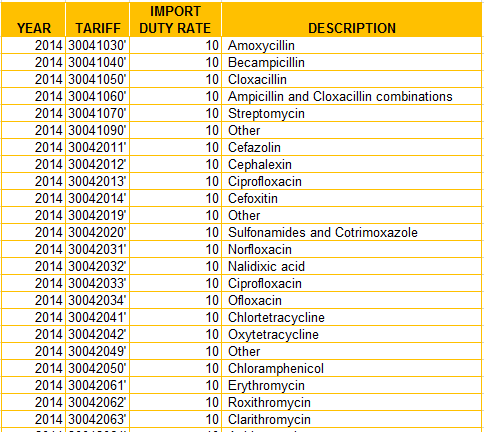 YEAR TARIFF IMPORT DUTY RATE DESCRIPTION
2014 30041030' 10 Amoxycillin
2014 30041040' 10 Becampicillin
2014 30041050' 10 Cloxacillin
2014 30041060' 10 Ampicillin and Cloxacillin combinations
2014 30041070' 10 Streptomycin
2014 30041090' 10 Other
2014 30042011' 10 Cefazolin
2014 30042012' 10 Cephalexin
2014 30042013' 10 Ciprofloxacin
2014 30042014' 10 Cefoxitin
2014 30042019' 10 Other
2014 30042020' 10 Sulfonamides and Cotrimoxazole
2014 30042031' 10 Norfloxacin
2014 30042032' 10 Nalidixic acid
2014 30042033' 10 Ciprofloxacin
2014 30042034' 10 Ofloxacin
2014 30042041' 10 Chlortetracycline
2014 30042042' 10 Oxytetracycline
2014 30042049' 10 Other
2014 30042050' 10 Chloramphenicol
2014 30042061' 10 Erythromycin
2014 30042062' 10 Roxithromycin
2014 30042063' 10 Clarithromycin